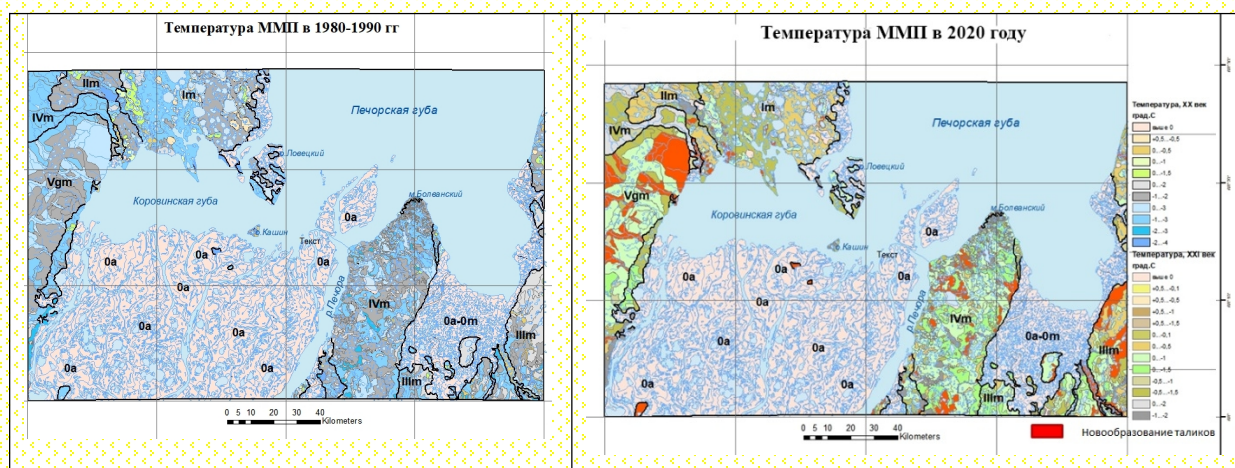 Температура ММП в 1980-1990 гг
IIm
Im
IVm
Печорская губа
Vgm
р.Ловецкий
м.Болванский
Коровинская губа
0a
о.Кашин
Текст
0a
0a
0a
0a
р.Печора
IVm
0a
0a
0a-0m
IIIm
0a
0a
IIIm
0 5 10 20 30 40
Kilometers
Температура ММП в 2020 году
IIm
Im
IVm
Печорская губа
Vgm
р.Ловецкий
м.Болванский
Коровинская губа
0a
о.Кашин
Текст
0a
0a
0a
0a
р.Печора
IVm
0a
0a
0a-0m
IIIm
0a
0a
IIIm
0 5 10 20 30 40
Kilometers
Температура, XX век
град.С
выше 0
+0,5...-0,5
0...-0,5
0...-1
0...-1,5
0...-2
-1...-2
0...-3
-1...-3
-2...-3
-2...-4
Температура, XXI век
град.С
выше 0
+0,5...-0,1
+0,5...-0,5
+0,5...-1
+0,5...-1,5
0...-0,1
0...-0,5
0...-1
0...-1,5
-0,5...-1
-0,5...-1,5
0...-2
-1...-2
Новообразование таликов